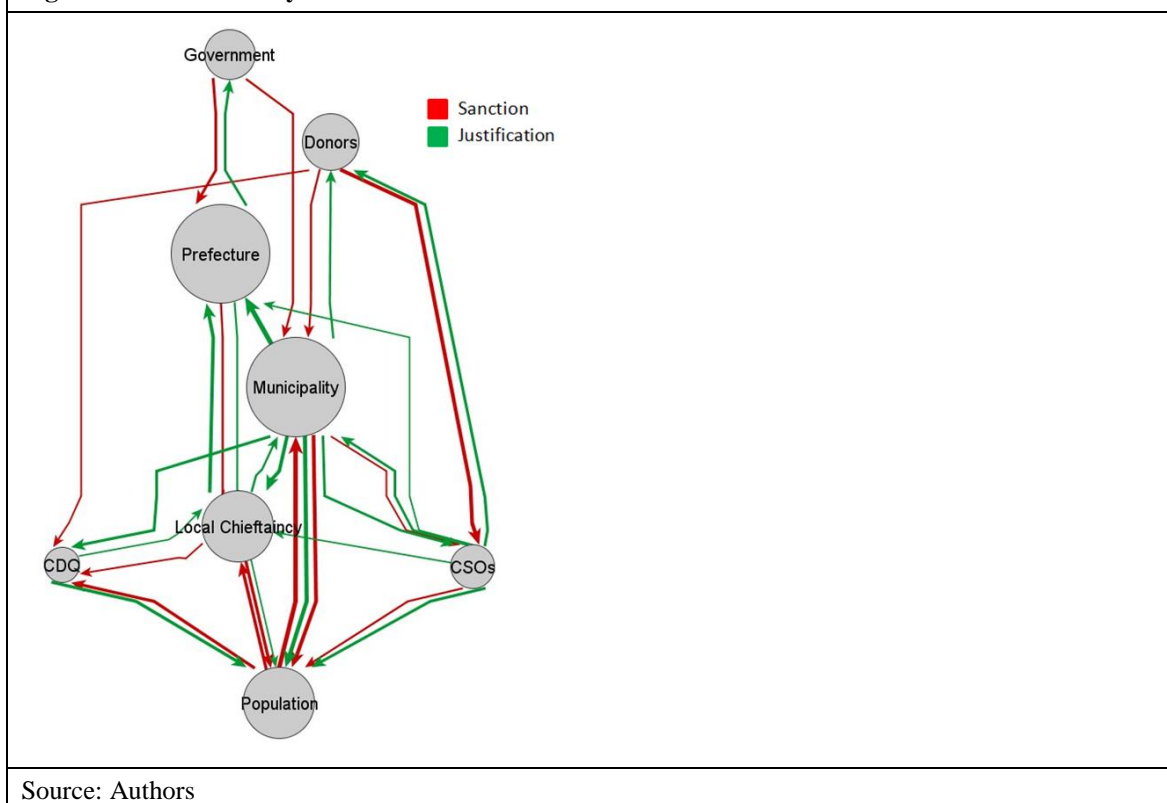 Government
Sanction
Justification
Donors
Prefecture
Municipality
Local Chieftaincy
CDQ
CSOs
Population
Source: Authors